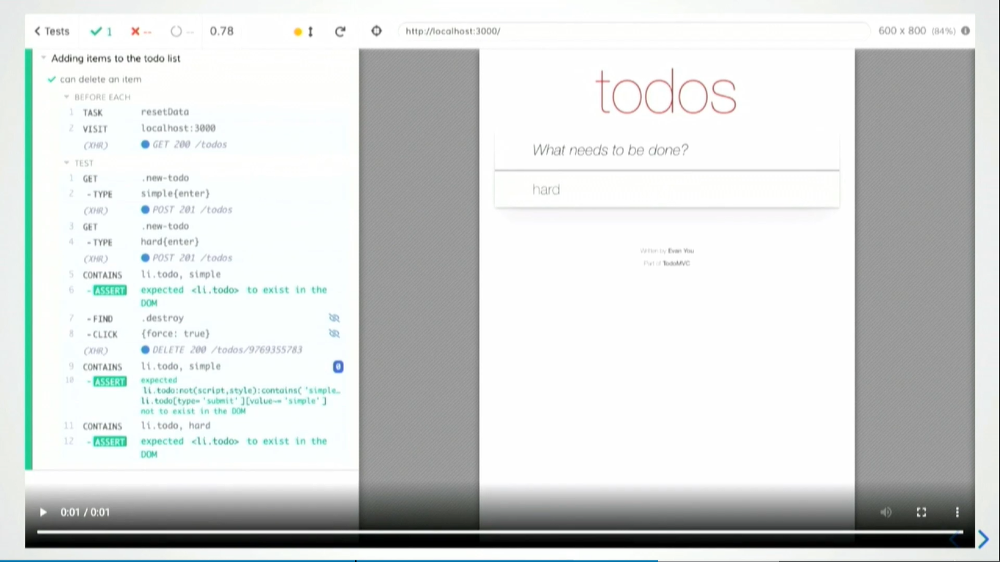 Tests 1 -- -- 0.78 http://localhost:3000/ 600 x 800 (84%)
Adding items to the todo list
can delete an item
BEFORE EACH
1 TASK resetData
2 VISIT localhost:3000
(XHR) GET 200 /todos
TEST
1 GET .new-todo
2 -TYPE simple{enter}
(XHR) POST 201 /todos
3 GET .new-todo
4 -TYPE hard{enter}
(XHR) POST 201 /todos
5 CONTAINS li.todo, simple
6 -ASSERT expected <li.todo> to exist in the
DOM
7 -FIND .destroy
8 -CLICK {force: true}
(XHR) DELETE 200 /todos/9769355783
9 CONTAINS li.todo, simple 0
10 -ASSERT expected
li.todo:not(script,style):contains('simple…
li.todo[type='submit'][value~='simple']
not to exist in the DOM
11 CONTAINS li.todo, hard
12 -ASSERT expected <li.todo> to exist in the
DOM
todos
What needs to be done?
hard
Written by Evan You
Part of TodoMVC
0:01 / 0:01